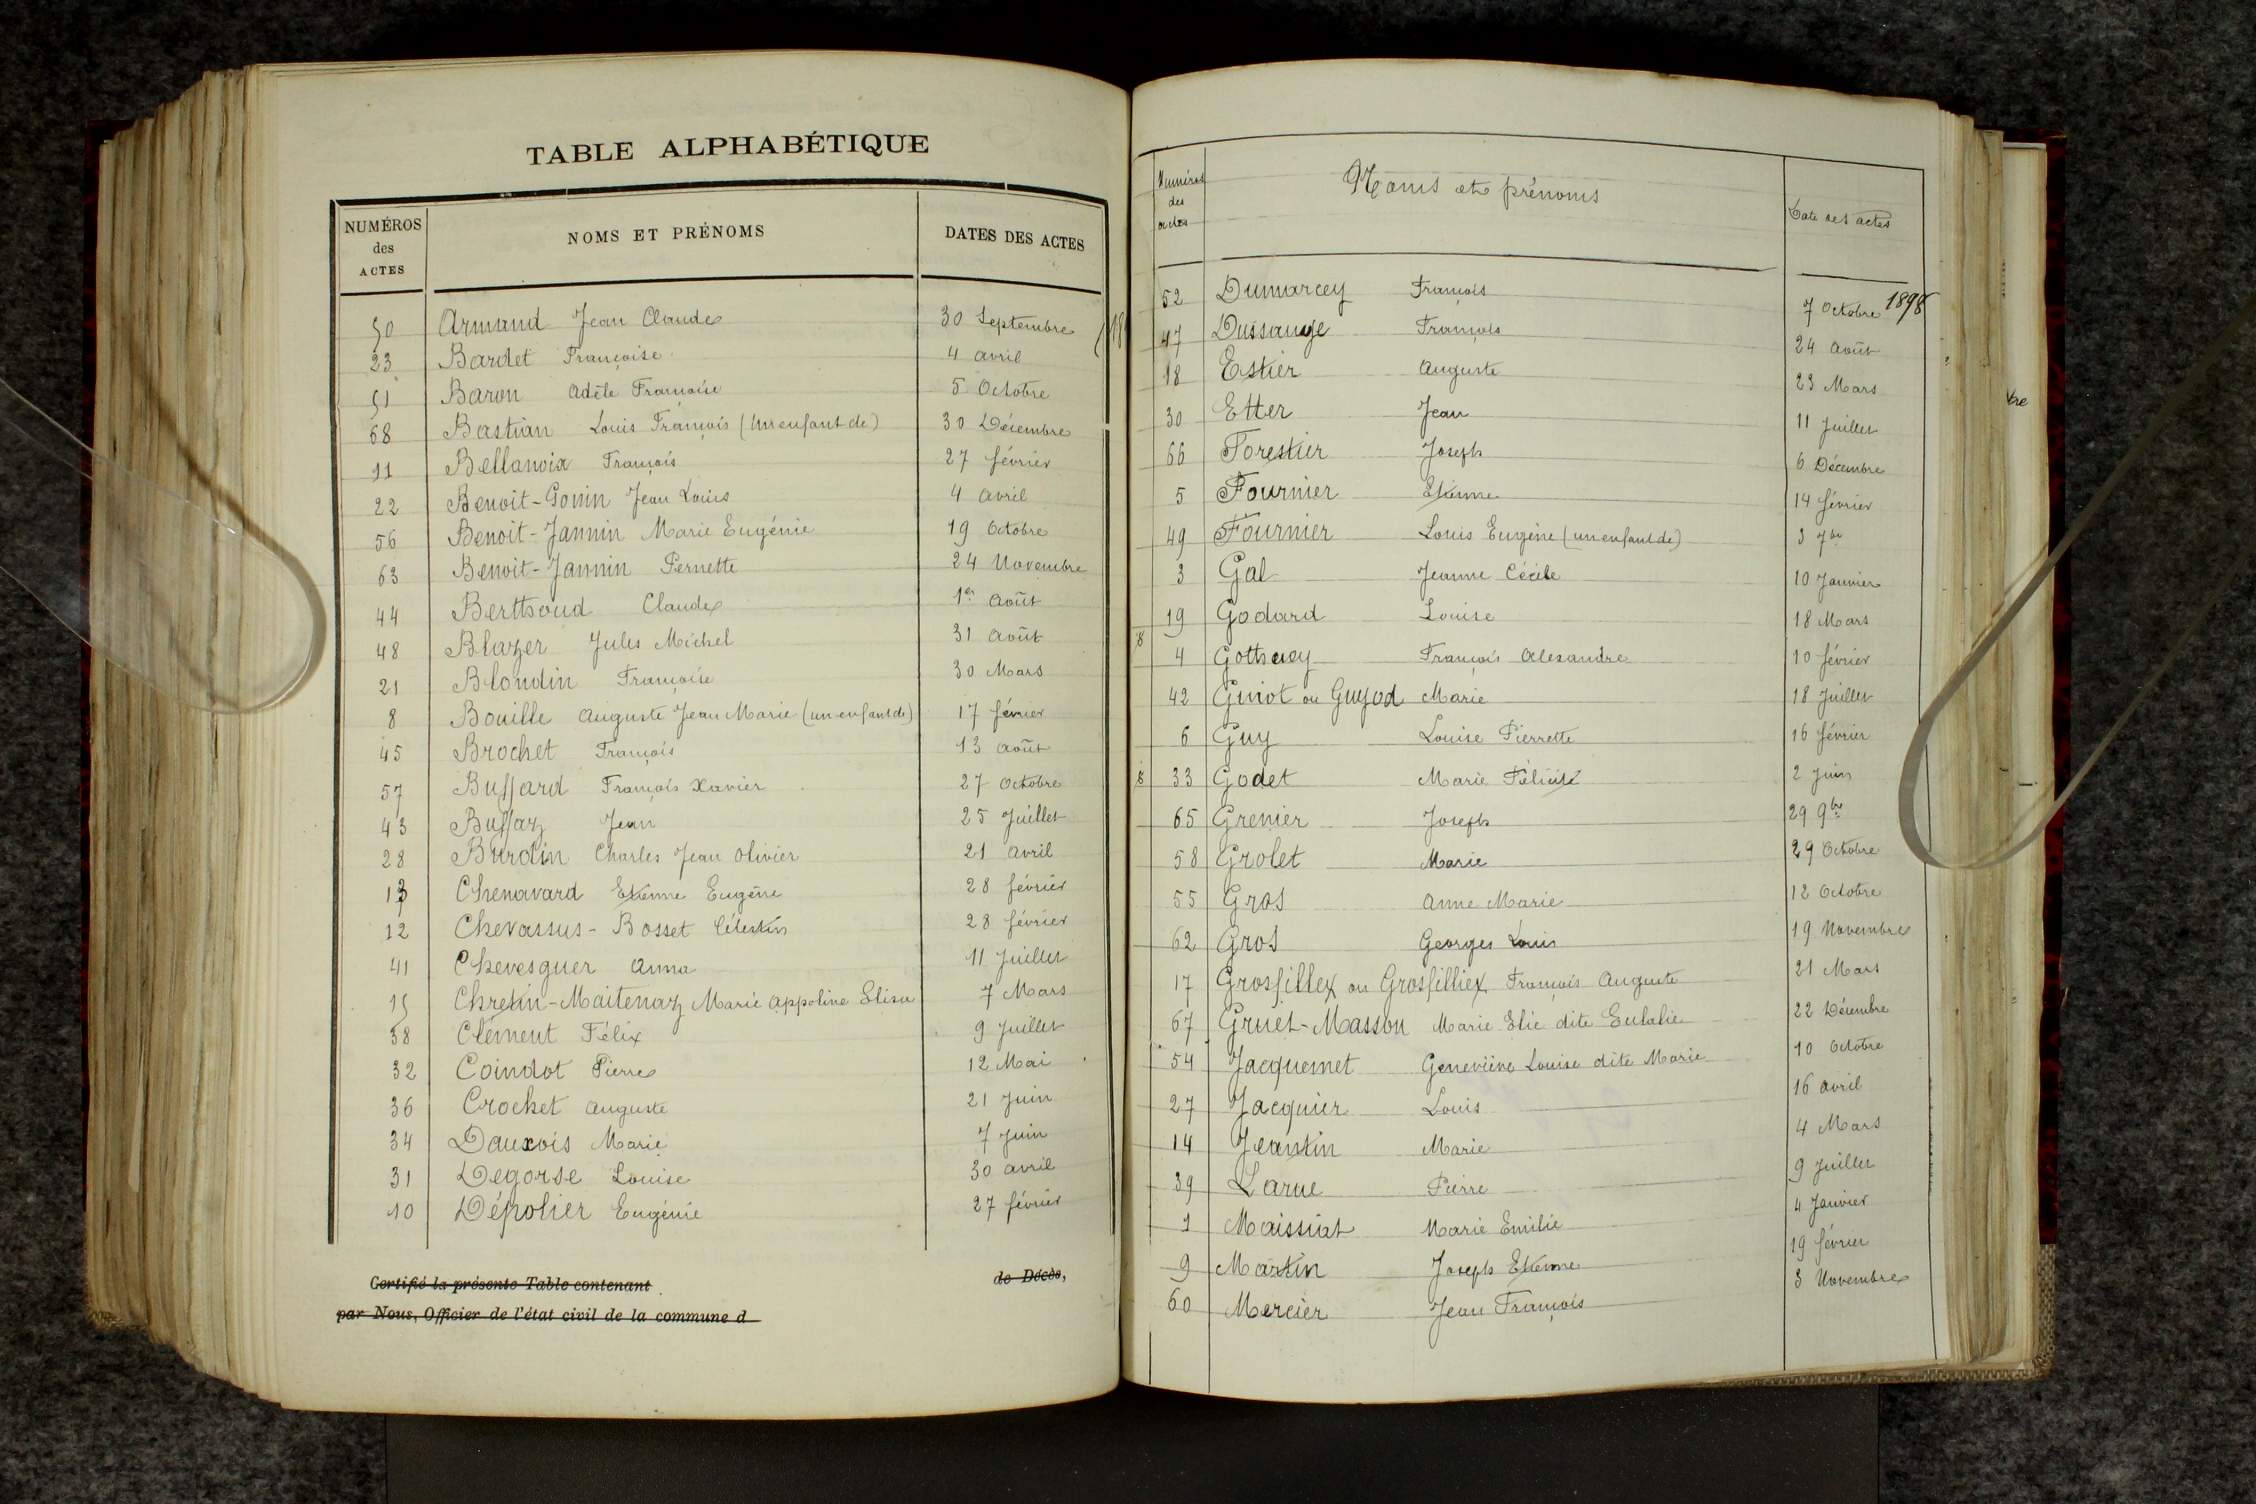 TABLE ALPHABÉTIQUE
NUMÉROS des ACTES NOMS ET PRÉNOMS DATES DES ACTES
50 Armand Jean Claude 30 Septembre
23 Bardet Françoise 4 avril
51 Baron Adèle Françoise 5 Octobre
68 Bastian Louis François (Un enfant de) 30 Décembre
11 Bellanoix François 27 février
22 Benoit-Gonin Jean Louis 4 avril
56 Benoit-Jannin Marie Eugénie 19 Octobre
63 Benoit-Jannin Pernette 24 Novembre
44 Berthoud Claude 1er Août
48 Blazer Jules Michel 31 août
21 Blondin Françoise 30 Mars
8 Bouille Auguste Jean Marie (un enfant de) 17 février
45 Brochet François 13 août
57 Buffard François Xavier 27 octobre
43 Buffaz Jean 25 Juillet
28 Burdin Charles Jean Olivier 21 avril
13 Chenavard Etienne Eugène 28 février
12 Chevassus-Bosset Célestin 28 février
41 Chevesguer Anna 11 Juillet
15 Chretin-Maitenaz Marie Appoline Elisa 7 Mars
38 Clément Félix 9 Juillet
32 Coindot Pierre 12 Mai
36 Crochet Auguste 21 Juin
34 Dauxois Marie 7 Juin
31 Degorse Louise 30 avril
10 Dépolier Eugénie 27 février
Certifié la présente Table contenant de Décès,
par Nous, Officier de l'état civil de la commune d
Numéros des actes Noms et prénoms Date des actes
52 Dumarcey François 7 Octobre 1898
47 Dussauge François 24 Août
18 Estier Auguste 23 Mars
30 Etter Jean 11 Juillet
66 Forestier Joseph 6 Décembre
5 Fournier Etienne 14 février
49 Fournier Louis Eugène (un enfant de) 3 7bre
3 Gal Jeanne Cécile 10 Janvier
19 Godard Louise 18 Mars
4 François Alexandre 10 février
42 Guiot ou Guyod Marie 18 Juillet
6 Guy Louise Pierrette 16 février
33 Godet Marie Félicité 2 Juin
65 Grenier Joseph 29 9bre
58 Grolet Marie 29 Octobre
55 Gros Anne Marie 12 Octobre
62 Gros Georges Louis 19 Novembre
17 Grosfillex ou Grosfilliex François Auguste 21 Mars
67 Gruet-Masson Marie Elie dite Eulalie 22 Décembre
54 Jacquemet Geneviève Louise dite Marie 10 Octobre
27 Jacquier Louis 16 avril
14 Jeantin Marie 4 Mars
39 Larue Pierre 9 Juillet
1 Maissiat Marie Emilie 4 Janvier
9 Martin Joseph Etienne 19 février
60 Mercier Jean François 3 Novembre